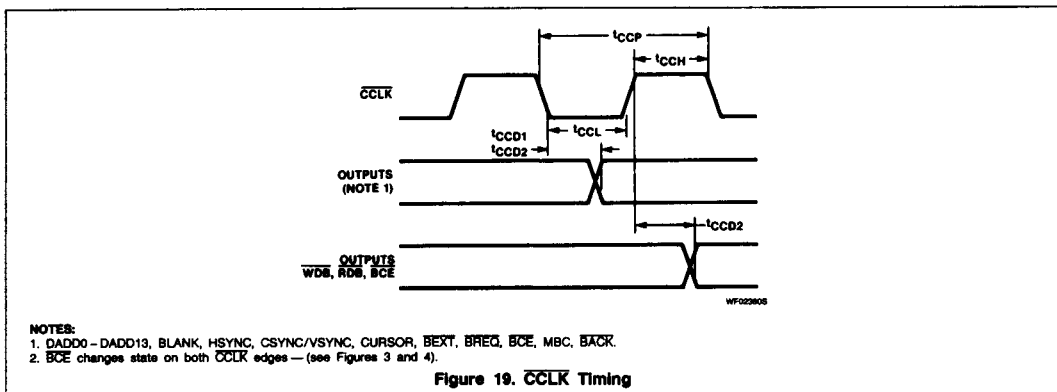 tCCP
tCCH
CCLK
tCCL
tCCD1
tCCD2
OUTPUTS
(NOTE 1)
tCCD2
OUTPUTS
WDB, RDB, BCE
WF02380S
NOTES:
1. DADD0 – DADD13, BLANK, HSYNC, CSYNC/VSYNC, CURSOR, BEXT, BREQ, BCE, MBC, BACK.
2. BCE changes state on both CCLK edges — (see Figures 3 and 4).
Figure 19. CCLK Timing